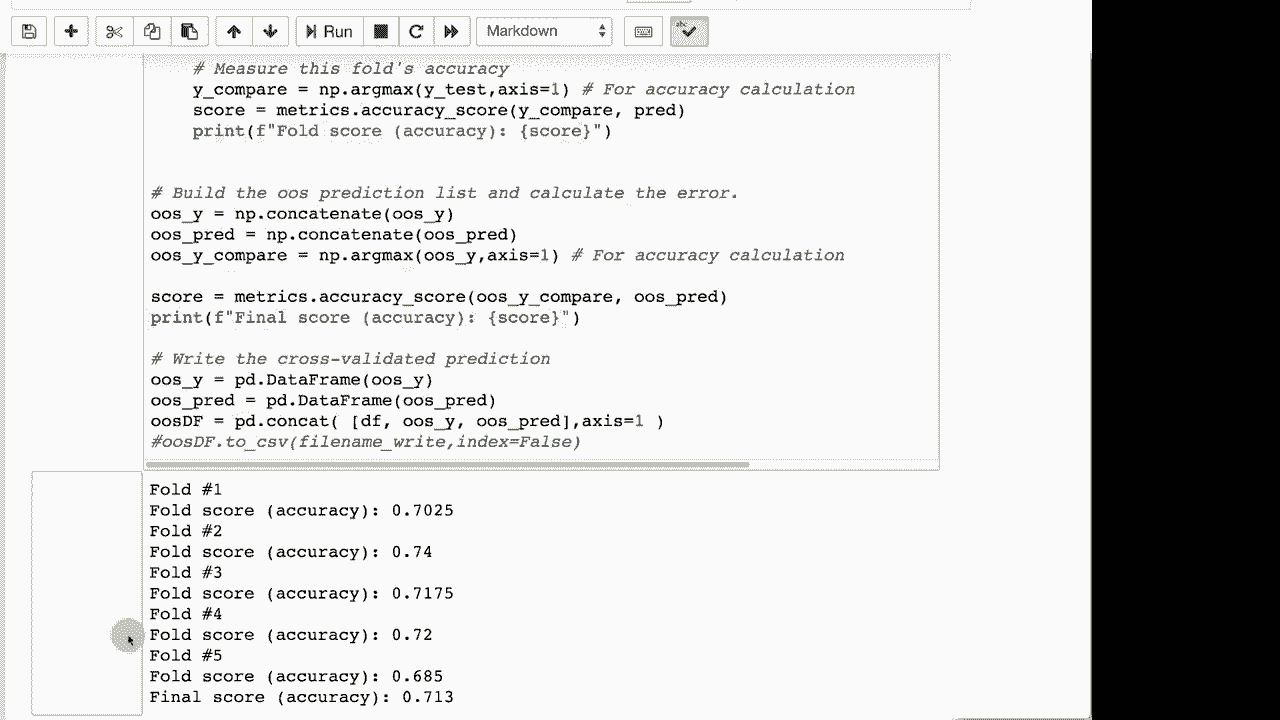 Run
Markdown
# Measure this fold's accuracy
y_compare = np.argmax(y_test,axis=1) # For accuracy calculation
score = metrics.accuracy_score(y_compare, pred)
print(f"Fold score (accuracy): {score}")
# Build the oos prediction list and calculate the error.
oos_y = np.concatenate(oos_y)
oos_pred = np.concatenate(oos_pred)
oos_y_compare = np.argmax(oos_y,axis=1) # For accuracy calculation
score = metrics.accuracy_score(oos_y_compare, oos_pred)
print(f"Final score (accuracy): {score}")
# Write the cross-validated prediction
oos_y = pd.DataFrame(oos_y)
oos_pred = pd.DataFrame(oos_pred)
oosDF = pd.concat( [df, oos_y, oos_pred],axis=1 )
#oosDF.to_csv(filename_write,index=False)
Fold #1
Fold score (accuracy): 0.7025
Fold #2
Fold score (accuracy): 0.74
Fold #3
Fold score (accuracy): 0.7175
Fold #4
Fold score (accuracy): 0.72
Fold #5
Fold score (accuracy): 0.685
Final score (accuracy): 0.713